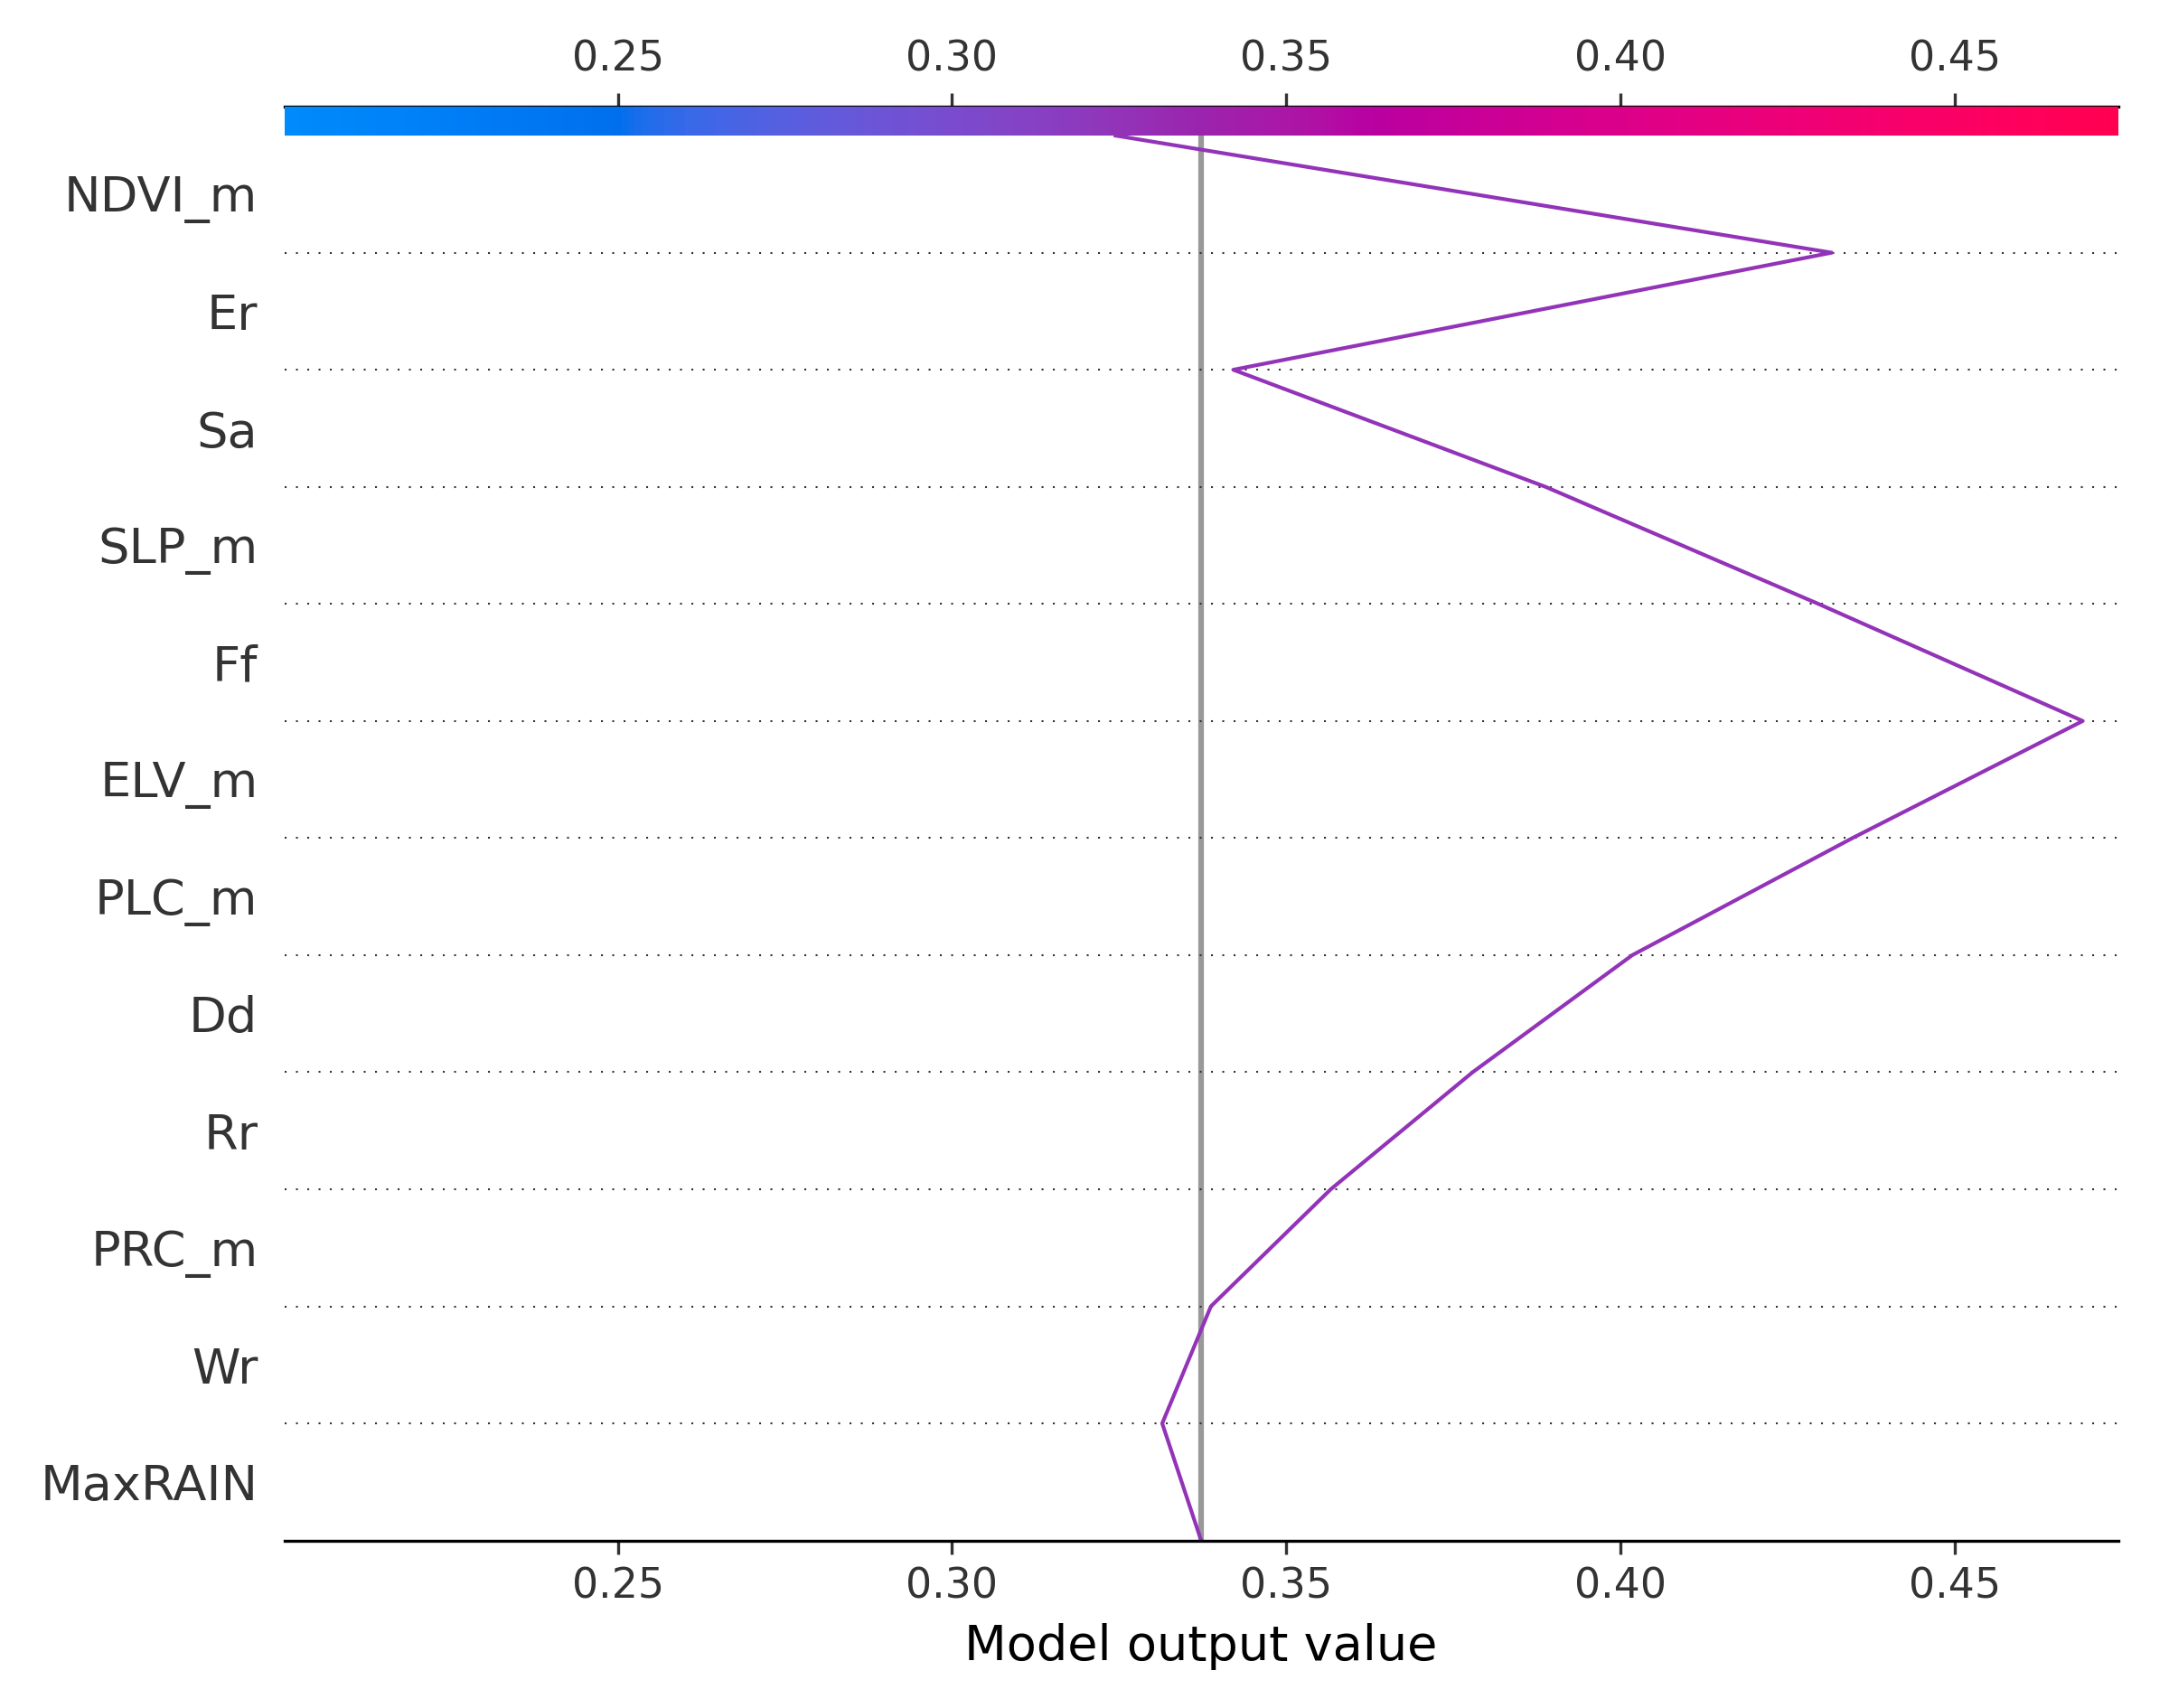 0.25 0.30 0.35 0.40 0.45
NDVI_m
Er
Sa
SLP_m
Ff
ELV_m
PLC_m
Dd
Rr
PRC_m
Wr
MaxRAIN
0.25 0.30 0.35 0.40 0.45
Model output value